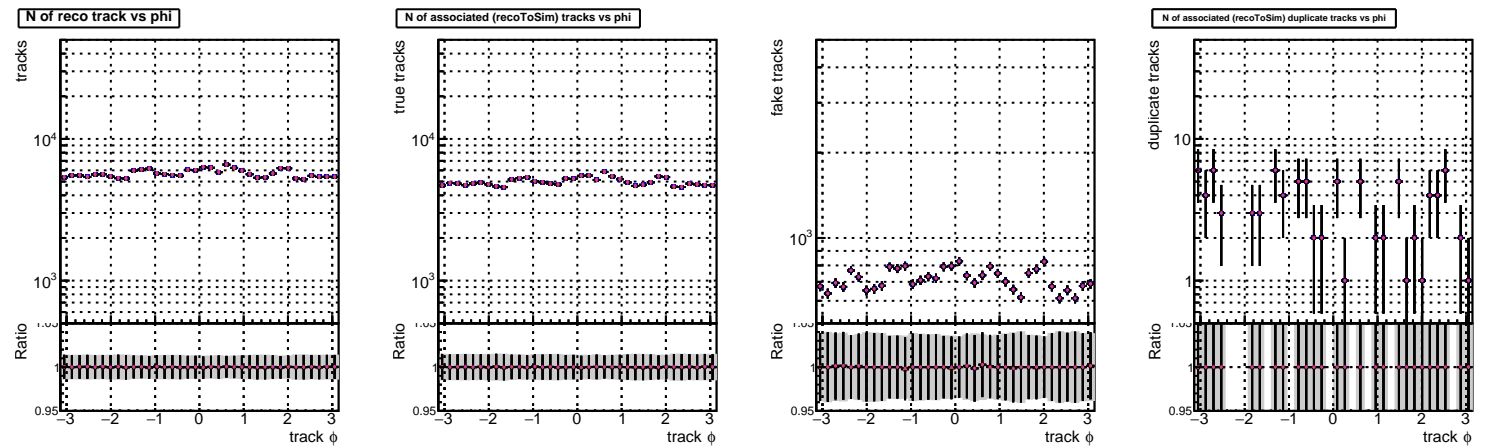 N of reco track vs phi
tracks
10⁴
10³
Ratio
1.05
1
0.95
−3 −2 −1 0 1 2 3
track ϕ
N of associated (recoToSim) tracks vs phi
true tracks
10⁴
10³
Ratio
1.05
1
0.95
−3 −2 −1 0 1 2 3
track ϕ
fake tracks
10³
Ratio
1.05
1
0.95
−3 −2 −1 0 1 2 3
track ϕ
N of associated (recoToSim) duplicate tracks vs phi
duplicate tracks
10
1
Ratio
1.05
1
0.95
−3 −2 −1 0 1 2 3
track ϕ